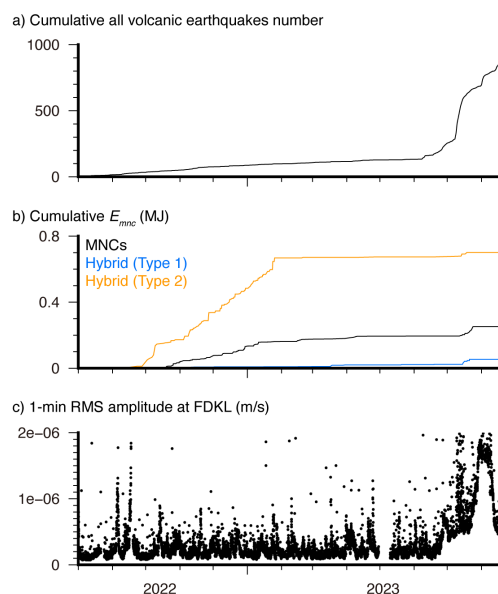 a) Cumulative all volcanic earthquakes number
1000
500
0
b) Cumulative Emnc (MJ)
0.8
MNCs
Hybrid (Type 1)
Hybrid (Type 2)
0.4
0
c) 1-min RMS amplitude at FDKL (m/s)
2e-06
1e-06
0
2022 2023